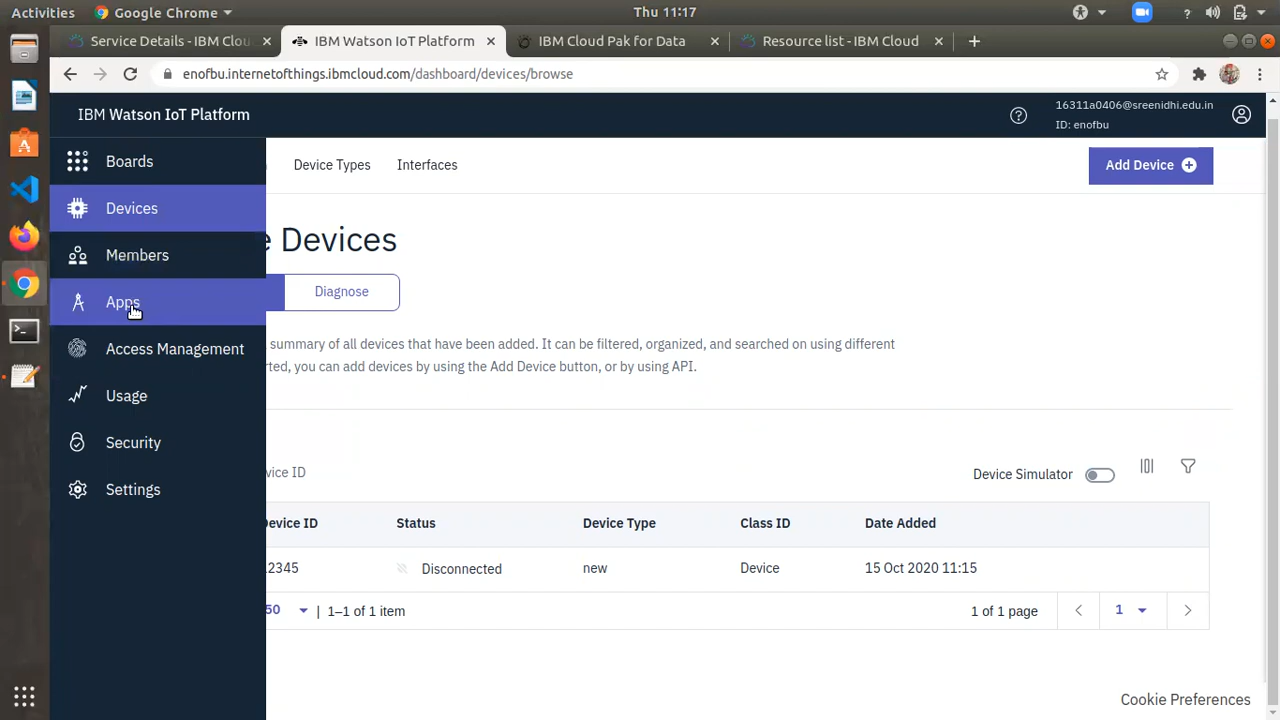 Activities
Google Chrome
Thu 11:17
?
Service Details - IBM Clou
IBM Watson IoT Platform
IBM Cloud Pak for Data
Resource list - IBM Cloud
enofbu.internetofthings.ibmcloud.com/dashboard/devices/browse
IBM Watson IoT Platform
?
16311a0406@sreenidhi.edu.in
ID: enofbu
Boards
Device Types
Interfaces
Add Device
Devices
e Devices
Members
Diagnose
Apps
summary of all devices that have been added. It can be filtered, organized, and searched on using different
Access Management
rted, you can add devices by using the Add Device button, or by using API.
Usage
Security
vice ID
Device Simulator
Settings
Device ID Status Device Type Class ID Date Added
12345 Disconnected new Device 15 Oct 2020 11:15
50 | 1–1 of 1 item 1 of 1 page 1
Cookie Preferences